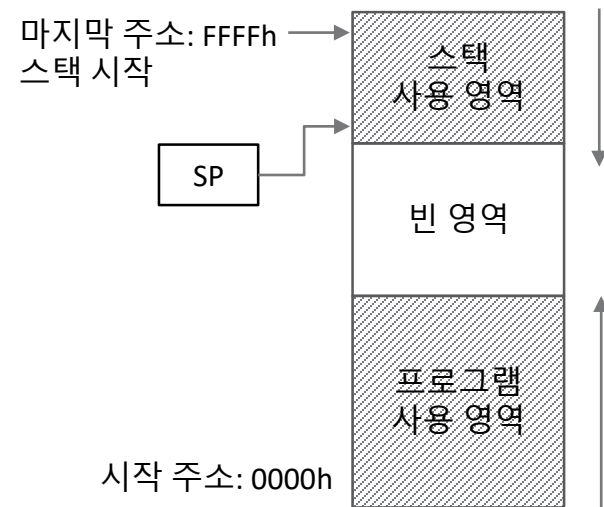 마지막 주소: FFFFh
스택 시작
스택
사용 영역
SP
빈 영역
프로그램
사용 영역
시작 주소: 0000h